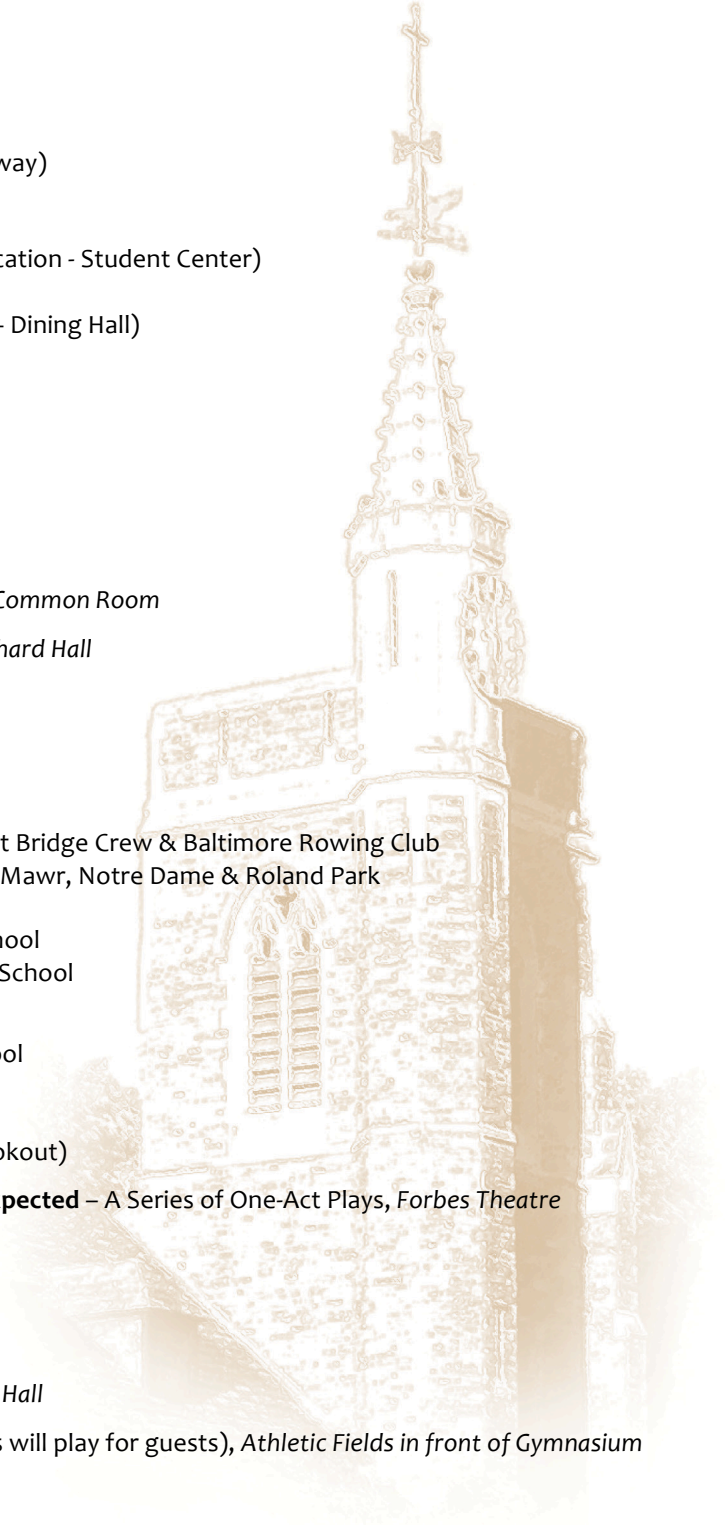 way)
cation - Student Center)
- Dining Hall)
Common Room
hard Hall
t Bridge Crew & Baltimore Rowing Club
Mawr, Notre Dame & Roland Park
hool
School
ool
okout)
pected – A Series of One-Act Plays, Forbes Theatre
Hall
s will play for guests), Athletic Fields in front of Gymnasium